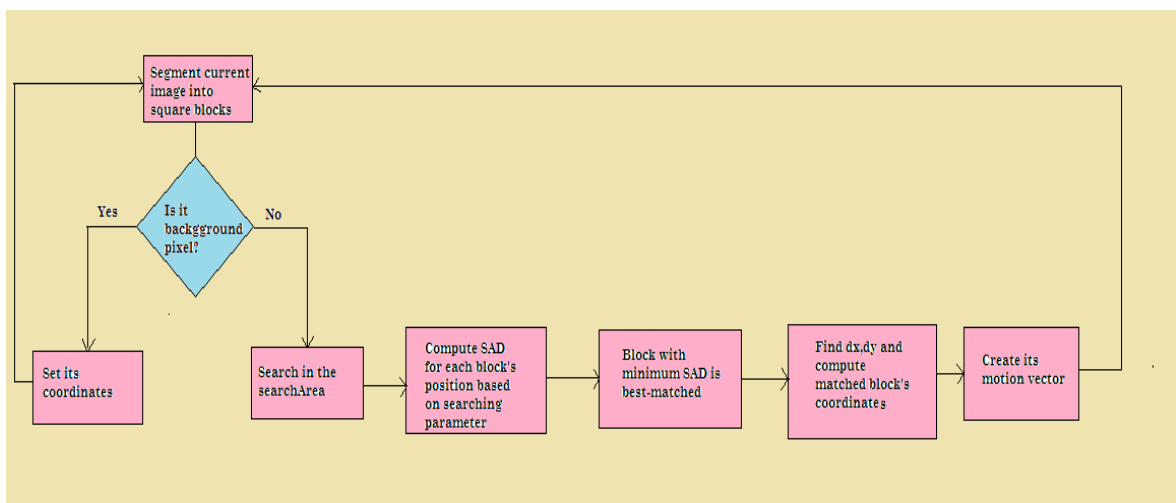 Segment current
image into
square blocks
Yes
Is it
backgground
pixel?
No
Set its
coordinates
Search in the
searchArea
Compute SAD
for each block's
position based
on searching
parameter
Block with
minimum SAD is
best-matched
Find dx,dy and
compute
matched block's
coordinates
Create its
motion vector